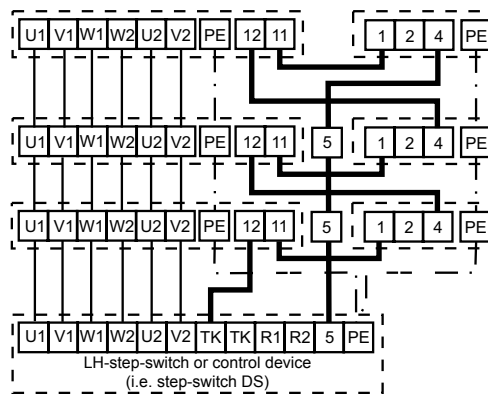 U1 V1 W1 W2 U2 V2 PE 12 11 1 2 4 PE
U1 V1 W1 W2 U2 V2 PE 12 11 5 1 2 4 PE
U1 V1 W1 W2 U2 V2 PE 12 11 5 1 2 4 PE
U1 V1 W1 W2 U2 V2 TK TK R1 R2 5 PE
LH-step-switch or control device
(i.e. step-switch DS)